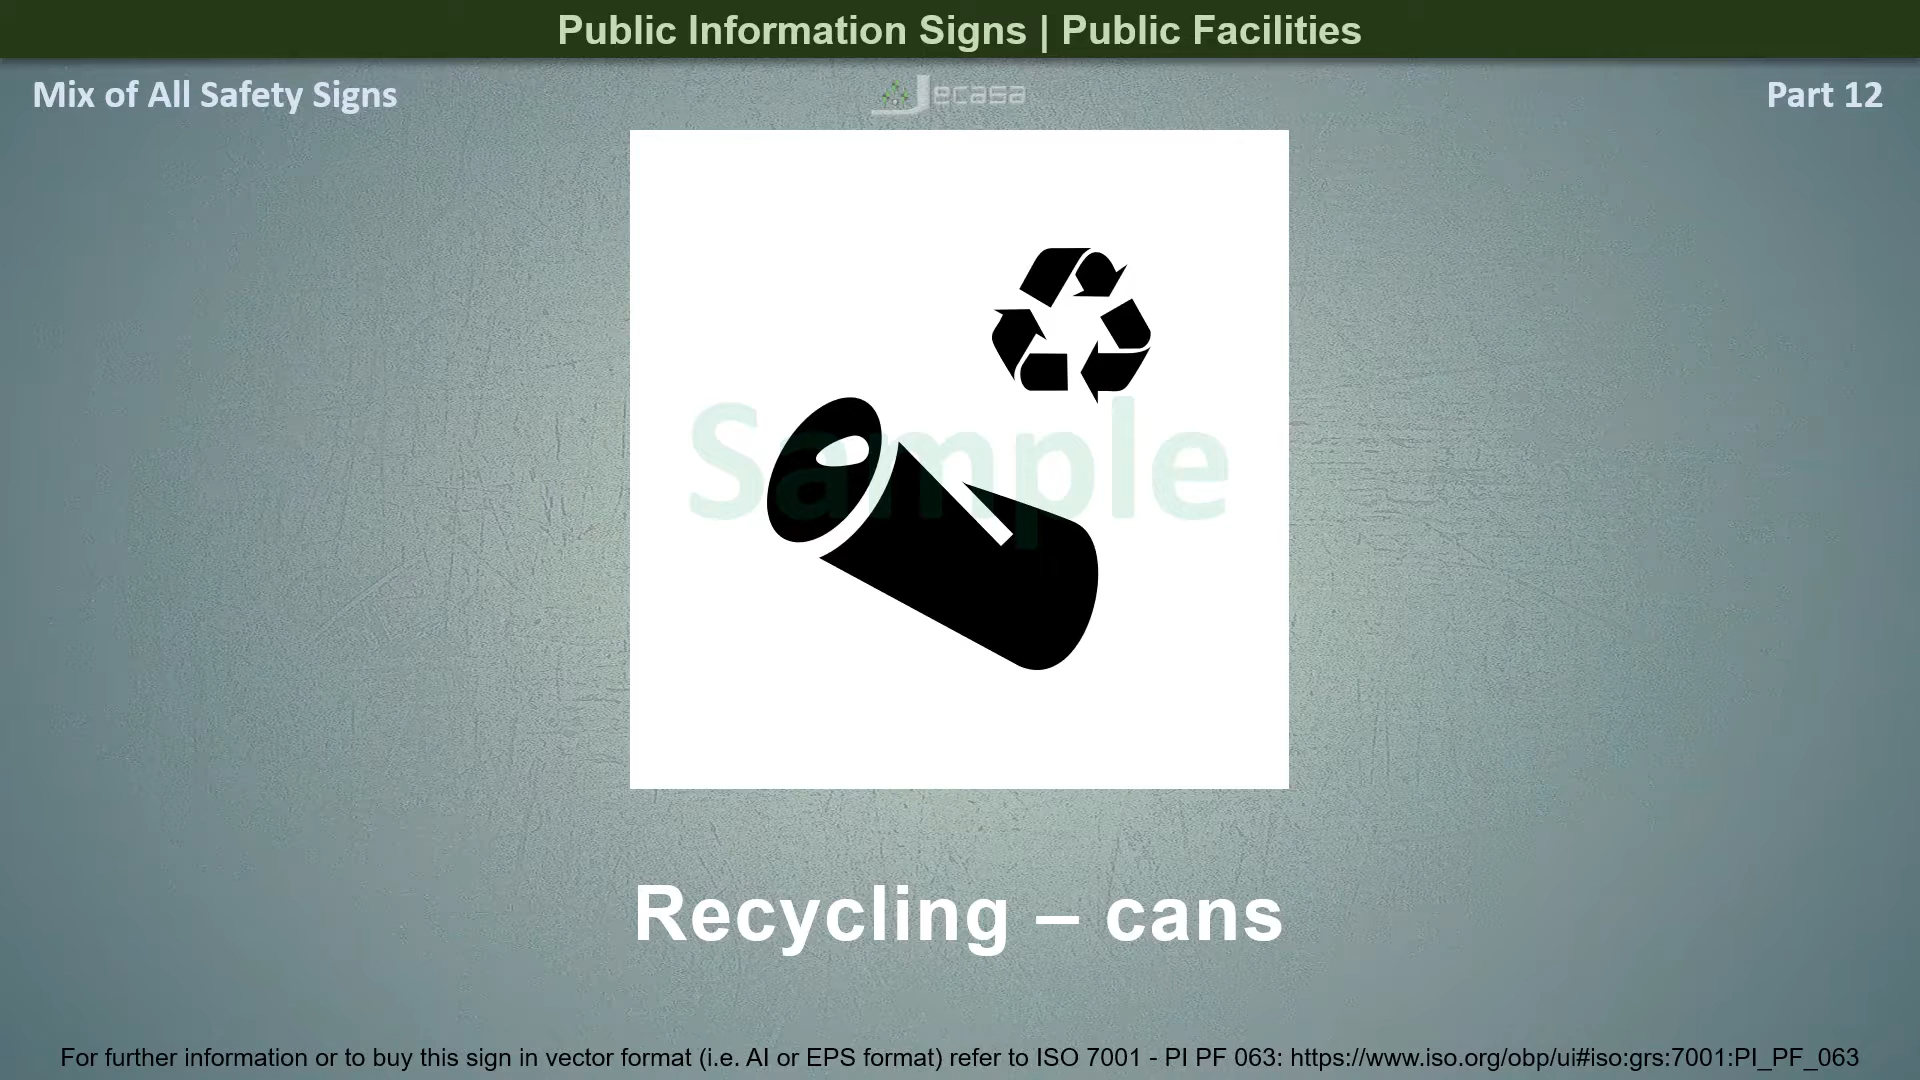 Public Information Signs | Public Facilities
Mix of All Safety Signs
Jecasa
Part 12
Sample
Recycling – cans
For further information or to buy this sign in vector format (i.e. AI or EPS format) refer to ISO 7001 - PI PF 063: https://www.iso.org/obp/ui#iso:grs:7001:PI_PF_063